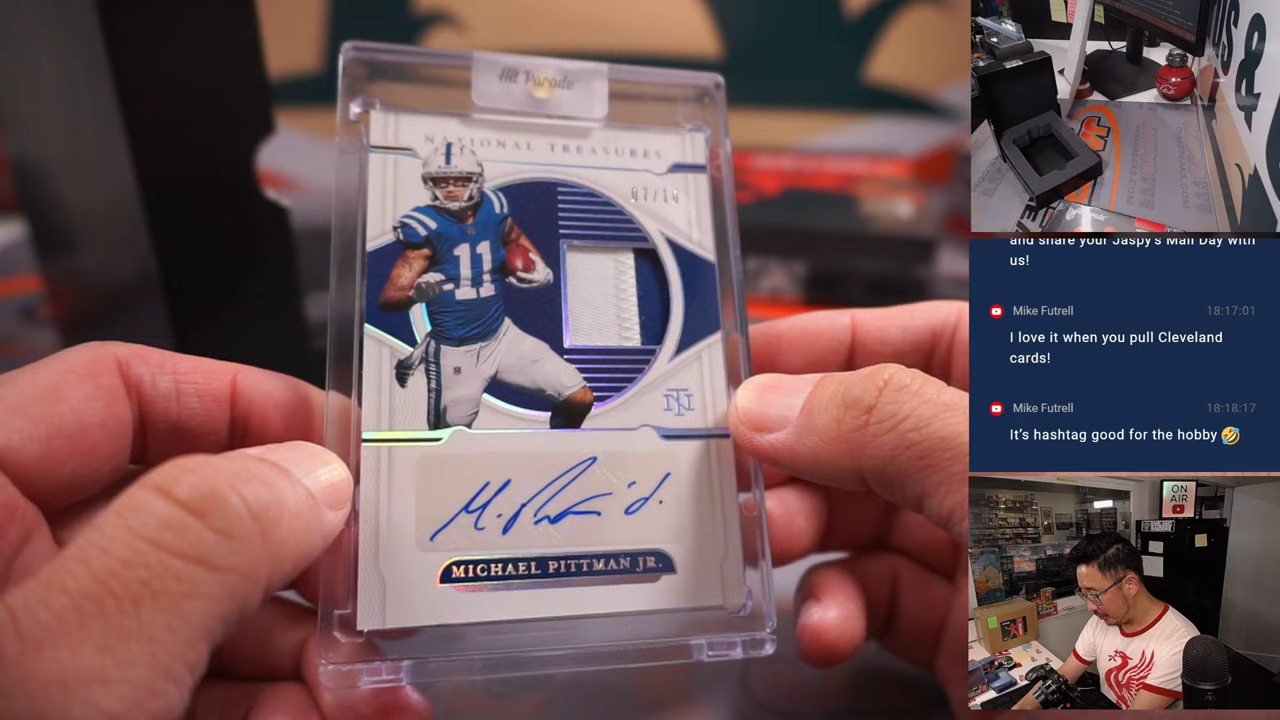 Hit Parade
NATIONAL TREASURES
11
NT
M. P
MICHAEL PITTMAN JR.
US &
and share your Jaspy's Mail Day with
us!
Mike Futrell 18:17:01
I love it when you pull Cleveland
cards!
Mike Futrell 18:18:17
It's hashtag good for the hobby 🤣
ON
AIR